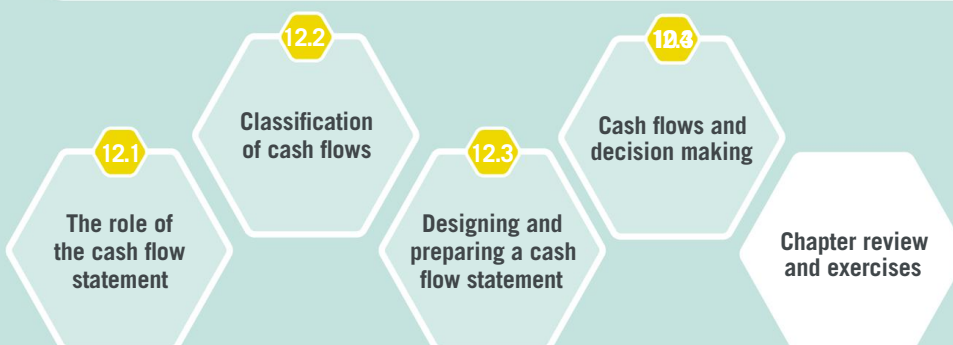 12.1
The role of
the cash flow
statement
12.2
Classification
of cash flows
12.3
Designing and
preparing a cash
flow statement
Cash flows and
decision making
Chapter review
and exercises